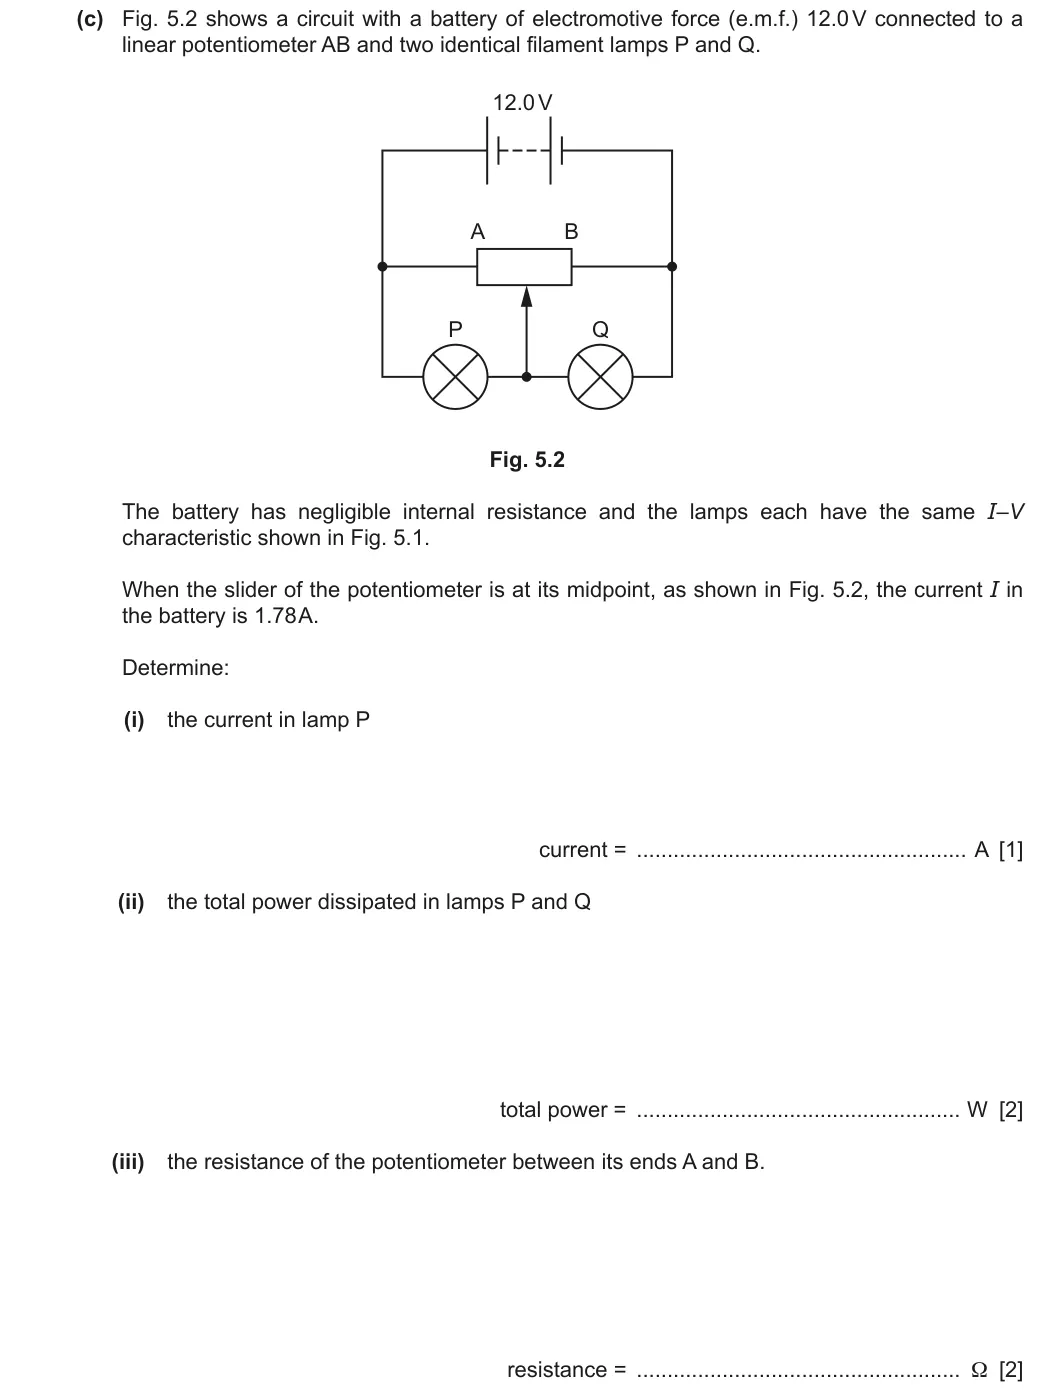 (c) Fig. 5.2 shows a circuit with a battery of electromotive force (e.m.f.) 12.0V connected to a
linear potentiometer AB and two identical filament lamps P and Q.
12.0V
A B
P Q
Fig. 5.2
The battery has negligible internal resistance and the lamps each have the same I–V
characteristic shown in Fig. 5.1.
When the slider of the potentiometer is at its midpoint, as shown in Fig. 5.2, the current I in
the battery is 1.78A.
Determine:
(i) the current in lamp P
current = ...................................................... A [1]
(ii) the total power dissipated in lamps P and Q
total power = ..................................................... W [2]
(iii) the resistance of the potentiometer between its ends A and B.
resistance = ..................................................... Ω [2]